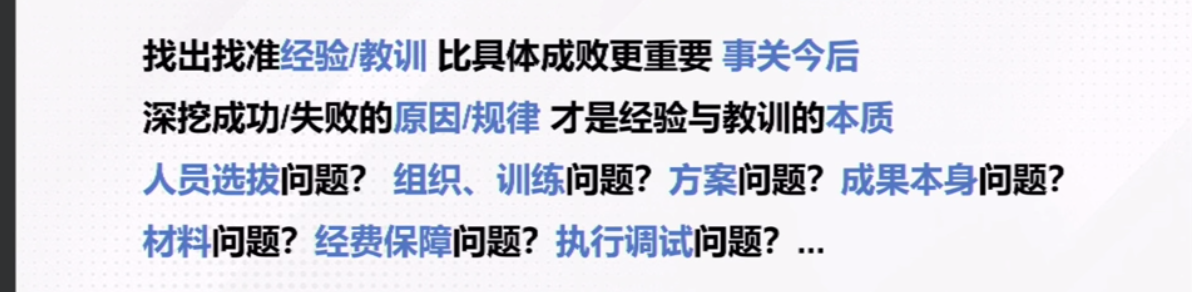 找出找准经验/教训 比具体成败更重要 事关今后
深挖成功/失败的原因/规律 才是经验与教训的本质
人员选拔问题？ 组织、训练问题？方案问题？成果本身问题？
材料问题？经费保障问题？执行调试问题？...